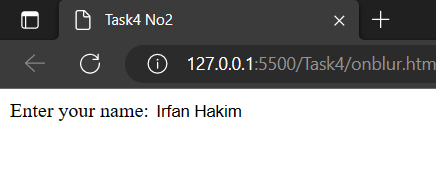 Task4 No2
127.0.0.1:5500/Task4/onblur.htm
Enter your name: Irfan Hakim